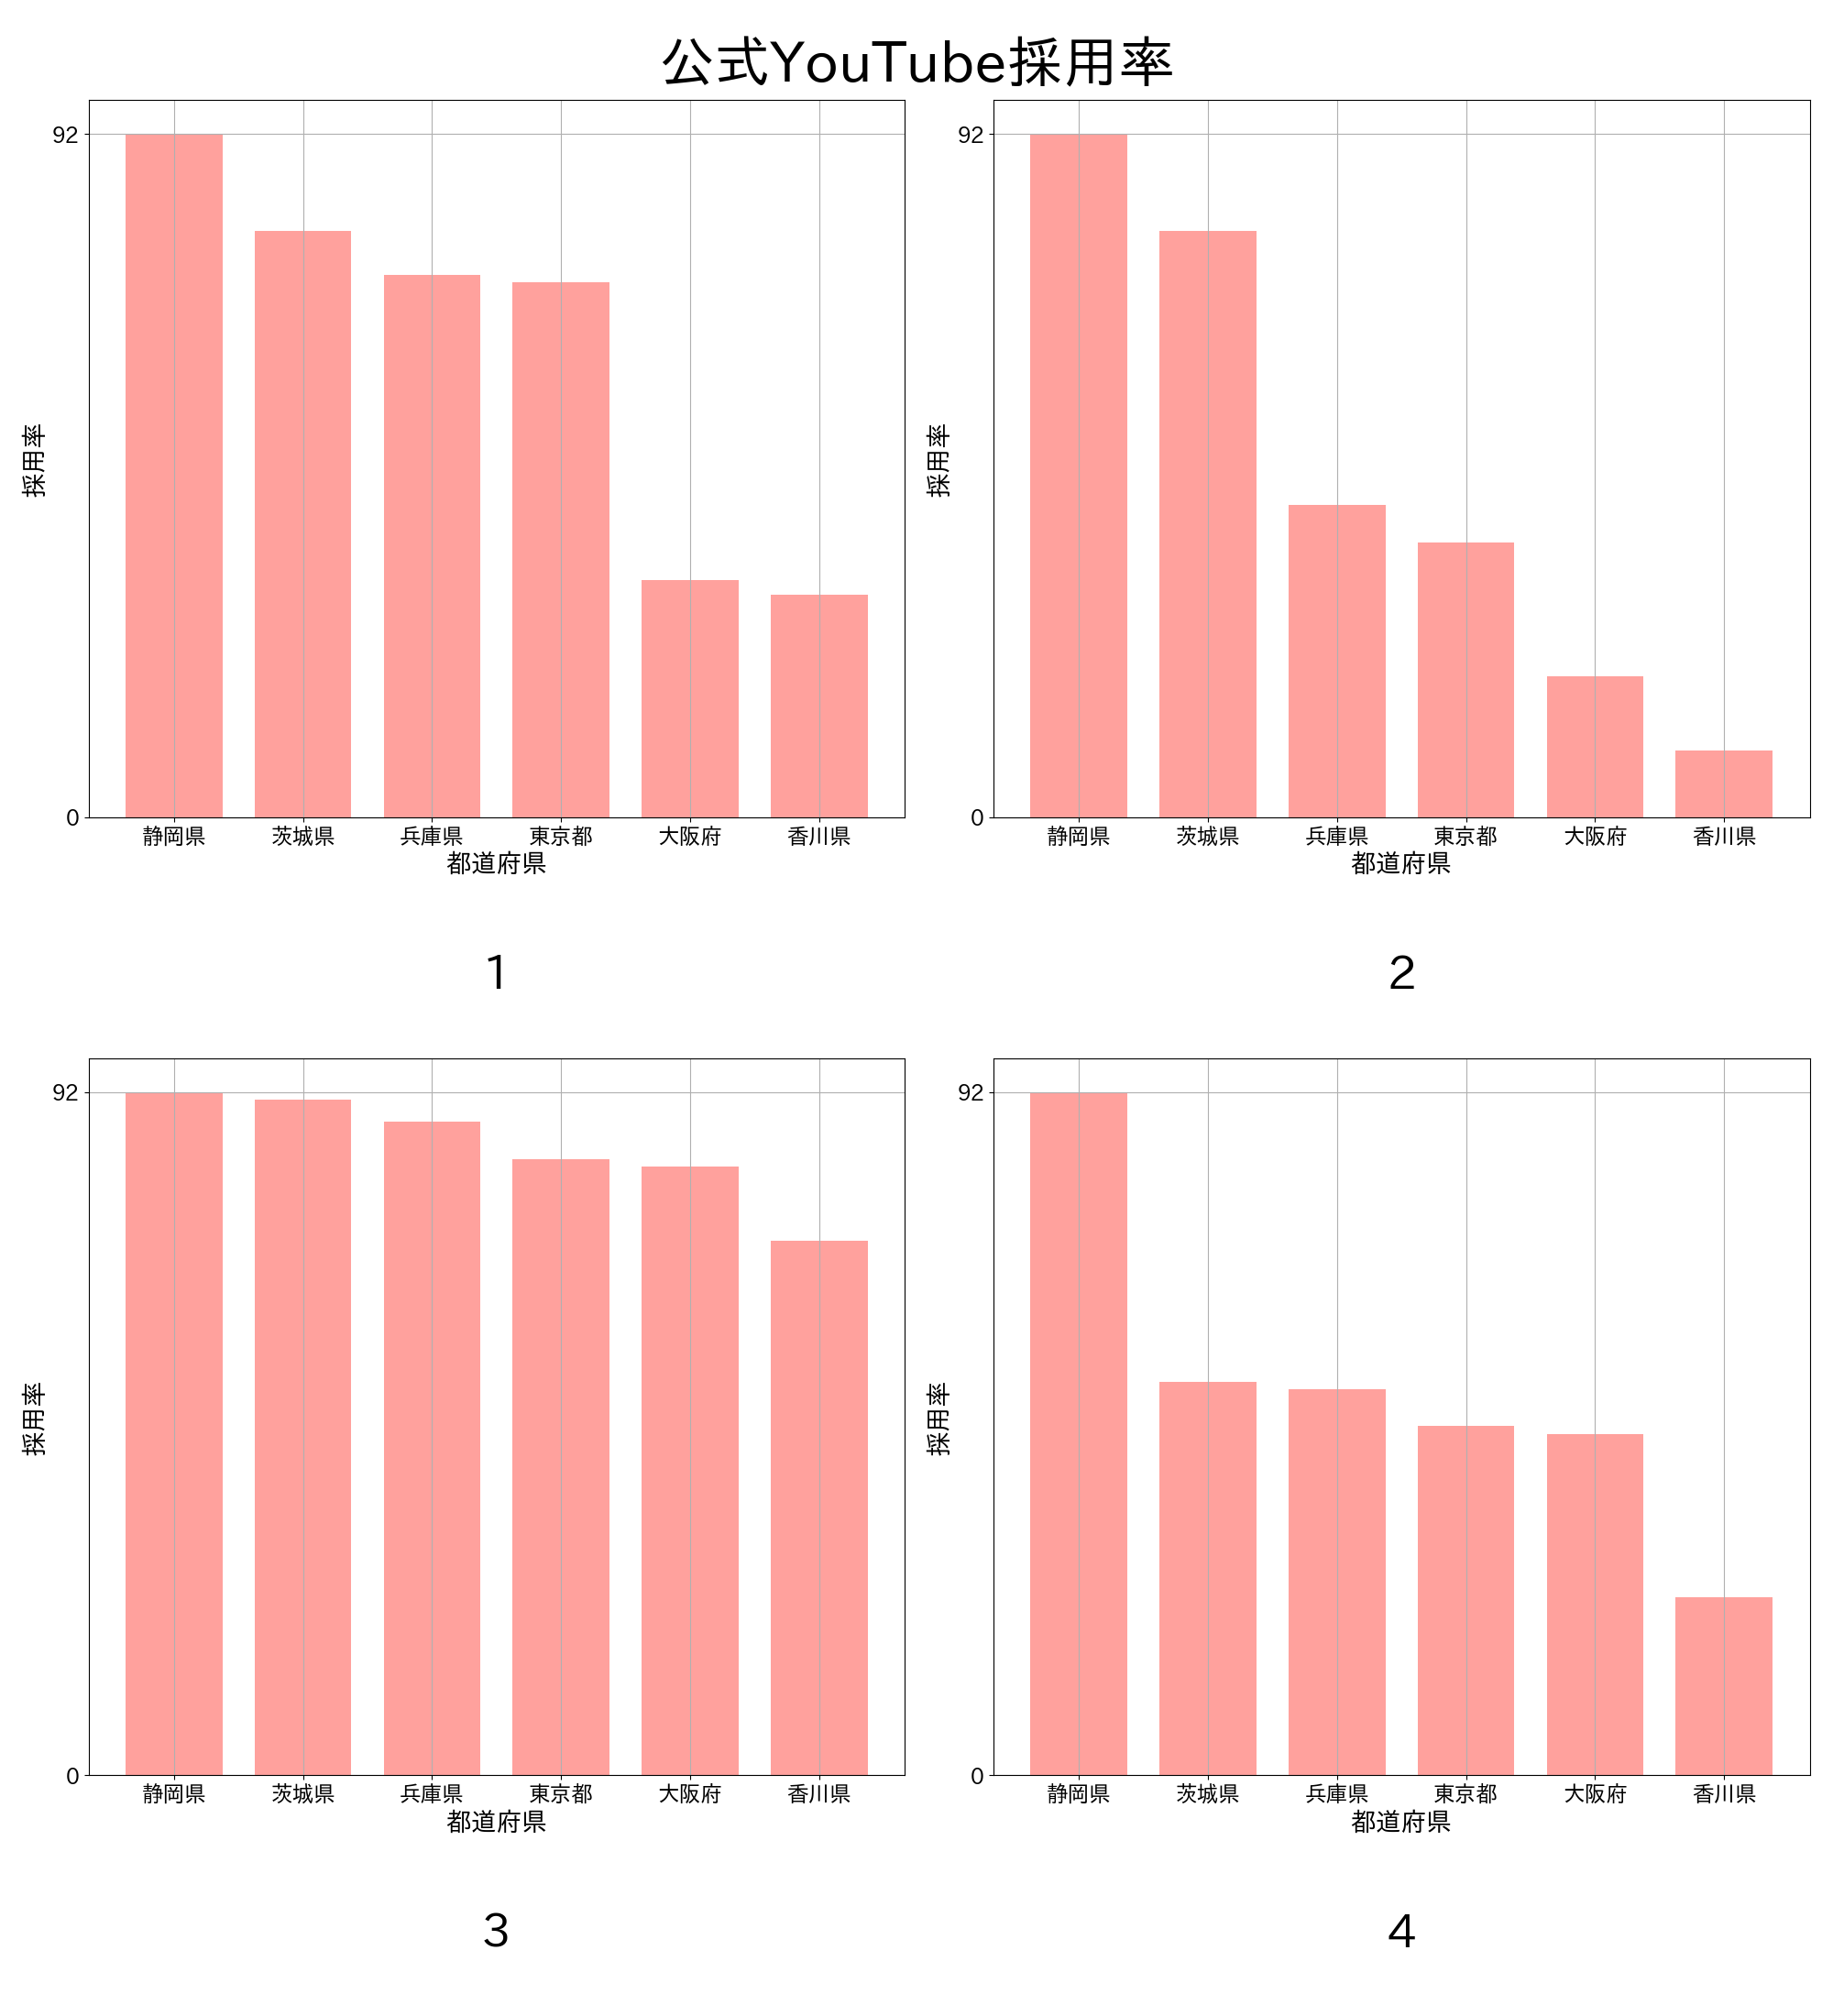 公式YouTube採用率
92
0
採用率
静岡県 茨城県 兵庫県 東京都 大阪府 香川県
都道府県
1
92
0
採用率
静岡県 茨城県 兵庫県 東京都 大阪府 香川県
都道府県
2
92
0
採用率
静岡県 茨城県 兵庫県 東京都 大阪府 香川県
都道府県
3
92
0
採用率
静岡県 茨城県 兵庫県 東京都 大阪府 香川県
都道府県
4